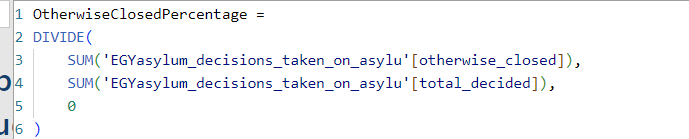 1 OtherwiseClosedPercentage =
2 DIVIDE(
3 SUM('EGYasylum_decisions_taken_on_asylu'[otherwise_closed]),
4 SUM('EGYasylum_decisions_taken_on_asylu'[total_decided]),
5 0
6 )